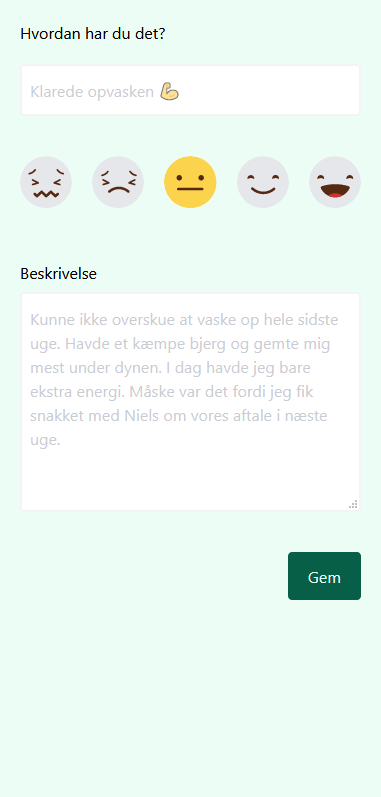 Hvordan har du det?
Klarede opvasken 💪
Beskrivelse
Kunne ikke overskue at vaske op hele sidste
uge. Havde et kæmpe bjerg og gemte mig
mest under dynen. I dag havde jeg bare
ekstra energi. Måske var det fordi jeg fik
snakket med Niels om vores aftale i næste
uge.
Gem